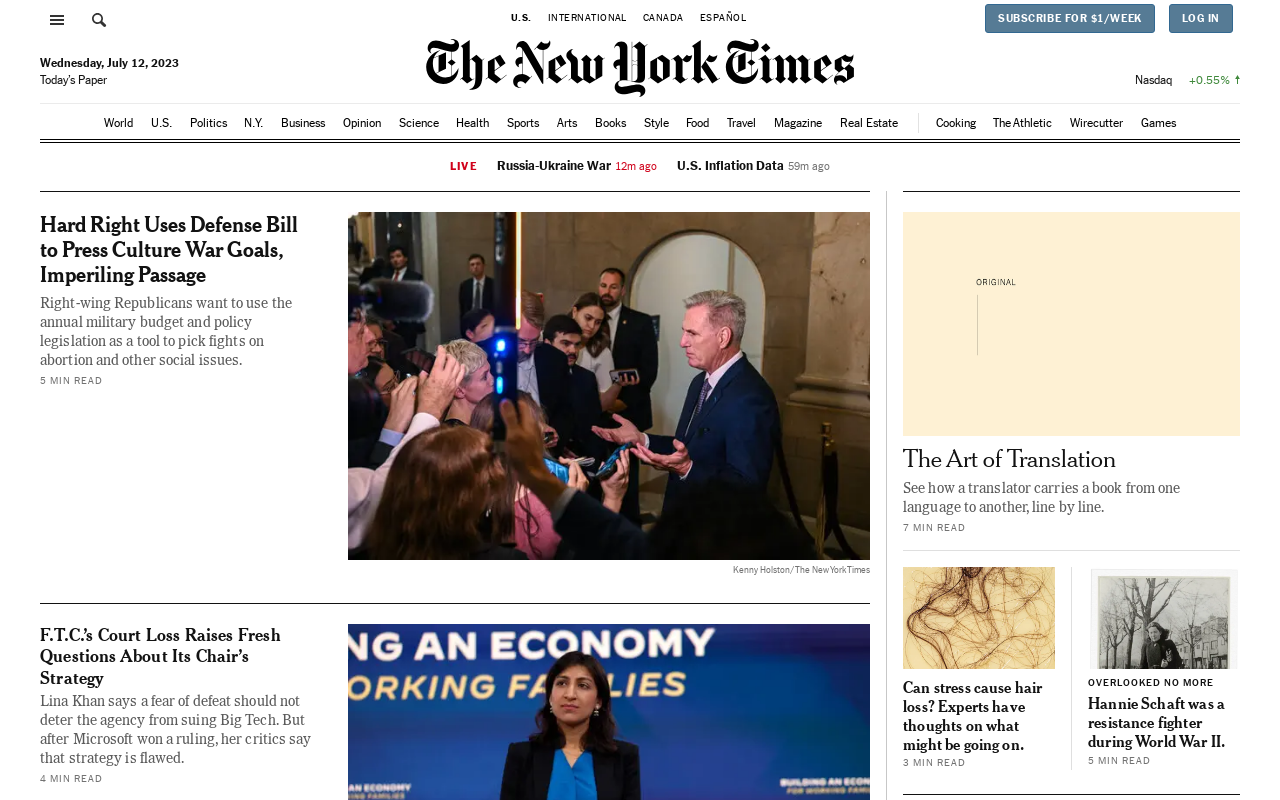 U.S. INTERNATIONAL CANADA ESPAÑOL
SUBSCRIBE FOR $1/WEEK LOG IN
The New York Times
Wednesday, July 12, 2023
Today's Paper
Nasdaq +0.55%
World U.S. Politics N.Y. Business Opinion Science Health Sports Arts Books Style Food Travel Magazine Real Estate Cooking The Athletic Wirecutter Games
LIVE Russia-Ukraine War 12m ago U.S. Inflation Data 59m ago
Hard Right Uses Defense Bill
to Press Culture War Goals,
Imperiling Passage
Right-wing Republicans want to use the
annual military budget and policy
legislation as a tool to pick fights on
abortion and other social issues.
5 MIN READ
Kenny Holston/The New York Times
F.T.C.'s Court Loss Raises Fresh
Questions About Its Chair's
Strategy
Lina Khan says a fear of defeat should not
deter the agency from suing Big Tech. But
after Microsoft won a ruling, her critics say
that strategy is flawed.
4 MIN READ
NG AN ECONOMY
ORKING FAMILIES
AN ECONOMY
KING FAMILIES
BUILDING AN ECON
FOR WORKING FAMIL
ORIGINAL
The Art of Translation
See how a translator carries a book from one
language to another, line by line.
7 MIN READ
Can stress cause hair
loss? Experts have
thoughts on what
might be going on.
3 MIN READ
OVERLOOKED NO MORE
Hannie Schaft was a
resistance fighter
during World War II.
5 MIN READ